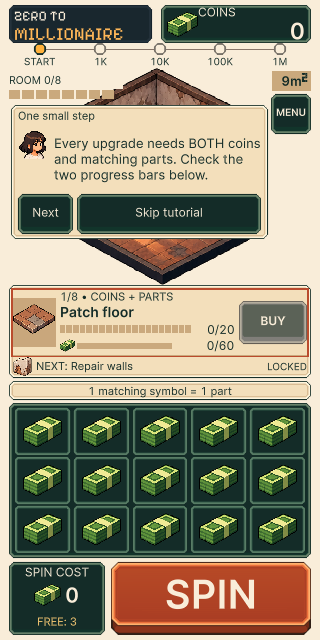 ZERO TO
MILLIONAIRE
COINS
0
START 1K 10K 100K 1M
ROOM 0/8
9m²
MENU
One small step
Every upgrade needs BOTH coins
and matching parts. Check the
two progress bars below.
Next
Skip tutorial
1/8 • COINS + PARTS
Patch floor
0/20
0/60
BUY
NEXT: Repair walls
LOCKED
1 matching symbol = 1 part
SPIN COST
0
FREE: 3
SPIN